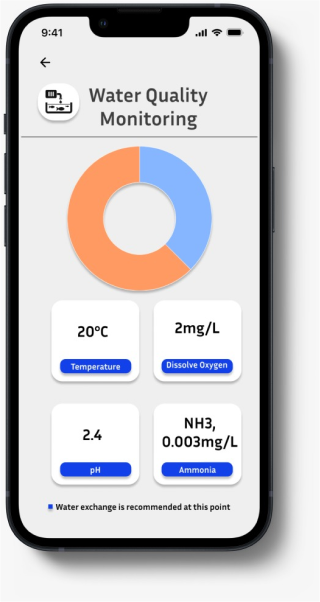 9:41
Water Quality
Monitoring
20°C
2mg/L
Temperature
Dissolve Oxygen
2.4
NH3,
0.003mg/L
pH
Ammonia
Water exchange is recommended at this point